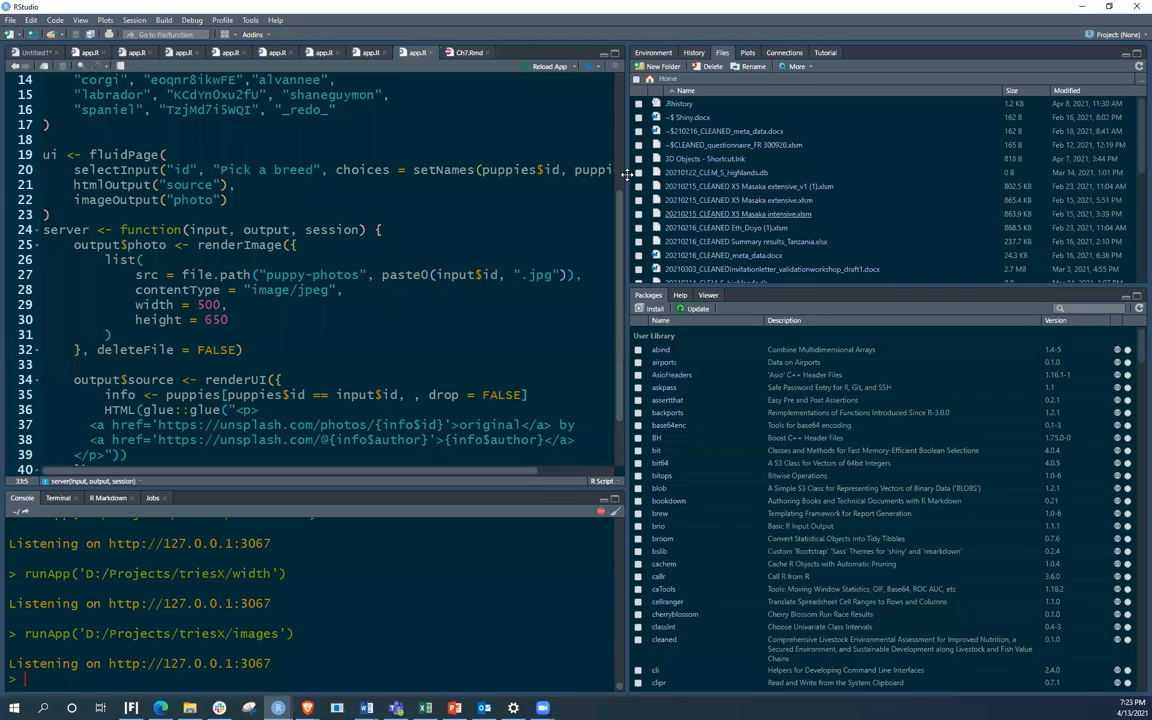 RStudio
File Edit Code View Plots Session Build Debug Profile Tools Help
Go to file/function Addins Project: (None)
Untitled1* app.R app.R app.R app.R app.R app.R app.R app.R Ch7.Rmd
Reload App
14 "corgi", "eoqnr8ikwFE","alvannee",
15 "labrador", "KCdYn0xu2fU", "shaneguymon",
16 "spaniel", "TzjMd7i5WQI", "_redo_"
17 )
18
19 ui <- fluidPage(
20 selectInput("id", "Pick a breed", choices = setNames(puppies$id, puppi
21 htmlOutput("source"),
22 imageOutput("photo")
23 )
24 server <- function(input, output, session) {
25 output$photo <- renderImage({
26 list(
27 src = file.path("puppy-photos", paste0(input$id, ".jpg")),
28 contentType = "image/jpeg",
29 width = 500,
30 height = 650
31 )
32 }, deleteFile = FALSE)
33
34 output$source <- renderUI({
35 info <- puppies[puppies$id == input$id, , drop = FALSE]
36 HTML(glue::glue("<p>
37 <a href='https://unsplash.com/photos/{info$id}'>original</a> by
38 <a href='https://unsplash.com/@{info$author}'>{info$author}</a>
39 </p>"))
40
33:5 server(input, output, session) R Script
Console Terminal R Markdown Jobs
~/
Listening on http://127.0.0.1:3067
> runApp('D:/Projects/triesX/width')
Listening on http://127.0.0.1:3067
> runApp('D:/Projects/triesX/images')
Listening on http://127.0.0.1:3067
>
Environment History Files Plots Connections Tutorial
New Folder Delete Rename More
Home
Name Size Modified
.Rhistory 1.2 KB Apr 8, 2021, 11:30 AM
~$ Shiny.docx 162 B Feb 16, 2021, 8:02 PM
~$210216_CLEANED_meta_data.docx 162 B Feb 18, 2021, 8:41 AM
~$CLEANED_questionnaire_FR 300920.xlsm 165 B Feb 12, 2021, 12:19 PM
3D Objects - Shortcut.lnk 818 B Apr 7, 2021, 3:44 PM
20210122_CLEM_S_highlands.db 0 B Mar 14, 2021, 1:01 PM
20210215_CLEANED X5 Masaka extensive_v1 (1).xlsm 802.5 KB Feb 23, 2021, 11:04 AM
20210215_CLEANED X5 Masaka extensive.xlsm 865.4 KB Feb 15, 2021, 3:51 PM
20210215_CLEANED X5 Masaka intensive.xlsm 863.9 KB Feb 15, 2021, 3:39 PM
20210216_CLEANED Eth_Doyo (1).xlsm 868.5 KB Feb 23, 2021, 11:04 AM
20210216_CLEANED Summary results_Tanzania.xlsx 237.7 KB Feb 16, 2021, 2:10 PM
20210216_CLEANED_meta_data.docx 24.3 KB Feb 16, 2021, 6:36 PM
20210303_CLEANEDInvitationletter_validationworkshop_draft1.docx 2.7 MB Mar 3, 2021, 4:55 PM
Packages Help Viewer
Install Update
Name Description Version
User Library
abind Combine Multidimensional Arrays 1.4-5
airports Data on Airports 0.1.0
AsioHeaders 'Asio' C++ Header Files 1.16.1-1
askpass Safe Password Entry for R, Git, and SSH 1.1
assertthat Easy Pre and Post Assertions 0.2.1
backports Reimplementations of Functions Introduced Since R-3.0.0 1.2.1
base64enc Tools for base64 encoding 0.1-3
BH Boost C++ Header Files 1.75.0-0
bit Classes and Methods for Fast Memory-Efficient Boolean Selections 4.0.4
bit64 A S3 Class for Vectors of 64bit Integers 4.0.5
bitops Bitwise Operations 1.0-6
blob A Simple S3 Class for Representing Vectors of Binary Data ('BLOBS') 1.2.1
bookdown Authoring Books and Technical Documents with R Markdown 0.21
brew Templating Framework for Report Generation 1.0-6
brio Basic R Input Output 1.1.1
broom Convert Statistical Objects into Tidy Tibbles 0.7.6
bslib Custom 'Bootstrap' 'Sass' Themes for 'shiny' and 'rmarkdown' 0.2.4
cachem Cache R Objects with Automatic Pruning 1.0.4
callr Call R from R 3.6.0
caTools Tools: Moving Window Statistics, GIF, Base64, ROC AUC, etc 1.18.2
cellranger Translate Spreadsheet Cell Ranges to Rows and Columns 1.1.0
cherryblossom Cherry Blossom Run Race Results 0.1.0
classInt Choose Univariate Class Intervals 0.4-3
cleaned Comprehensive Livestock Environmental Assessment for Improved Nutrition, a 0.1.0
Secured Environment, and Sustainable Development along Livestock and Fish Value
Chains
cli Helpers for Developing Command Line Interfaces 2.4.0
clipr Read and Write from the System Clipboard 0.7.1
7:23 PM
4/13/2021